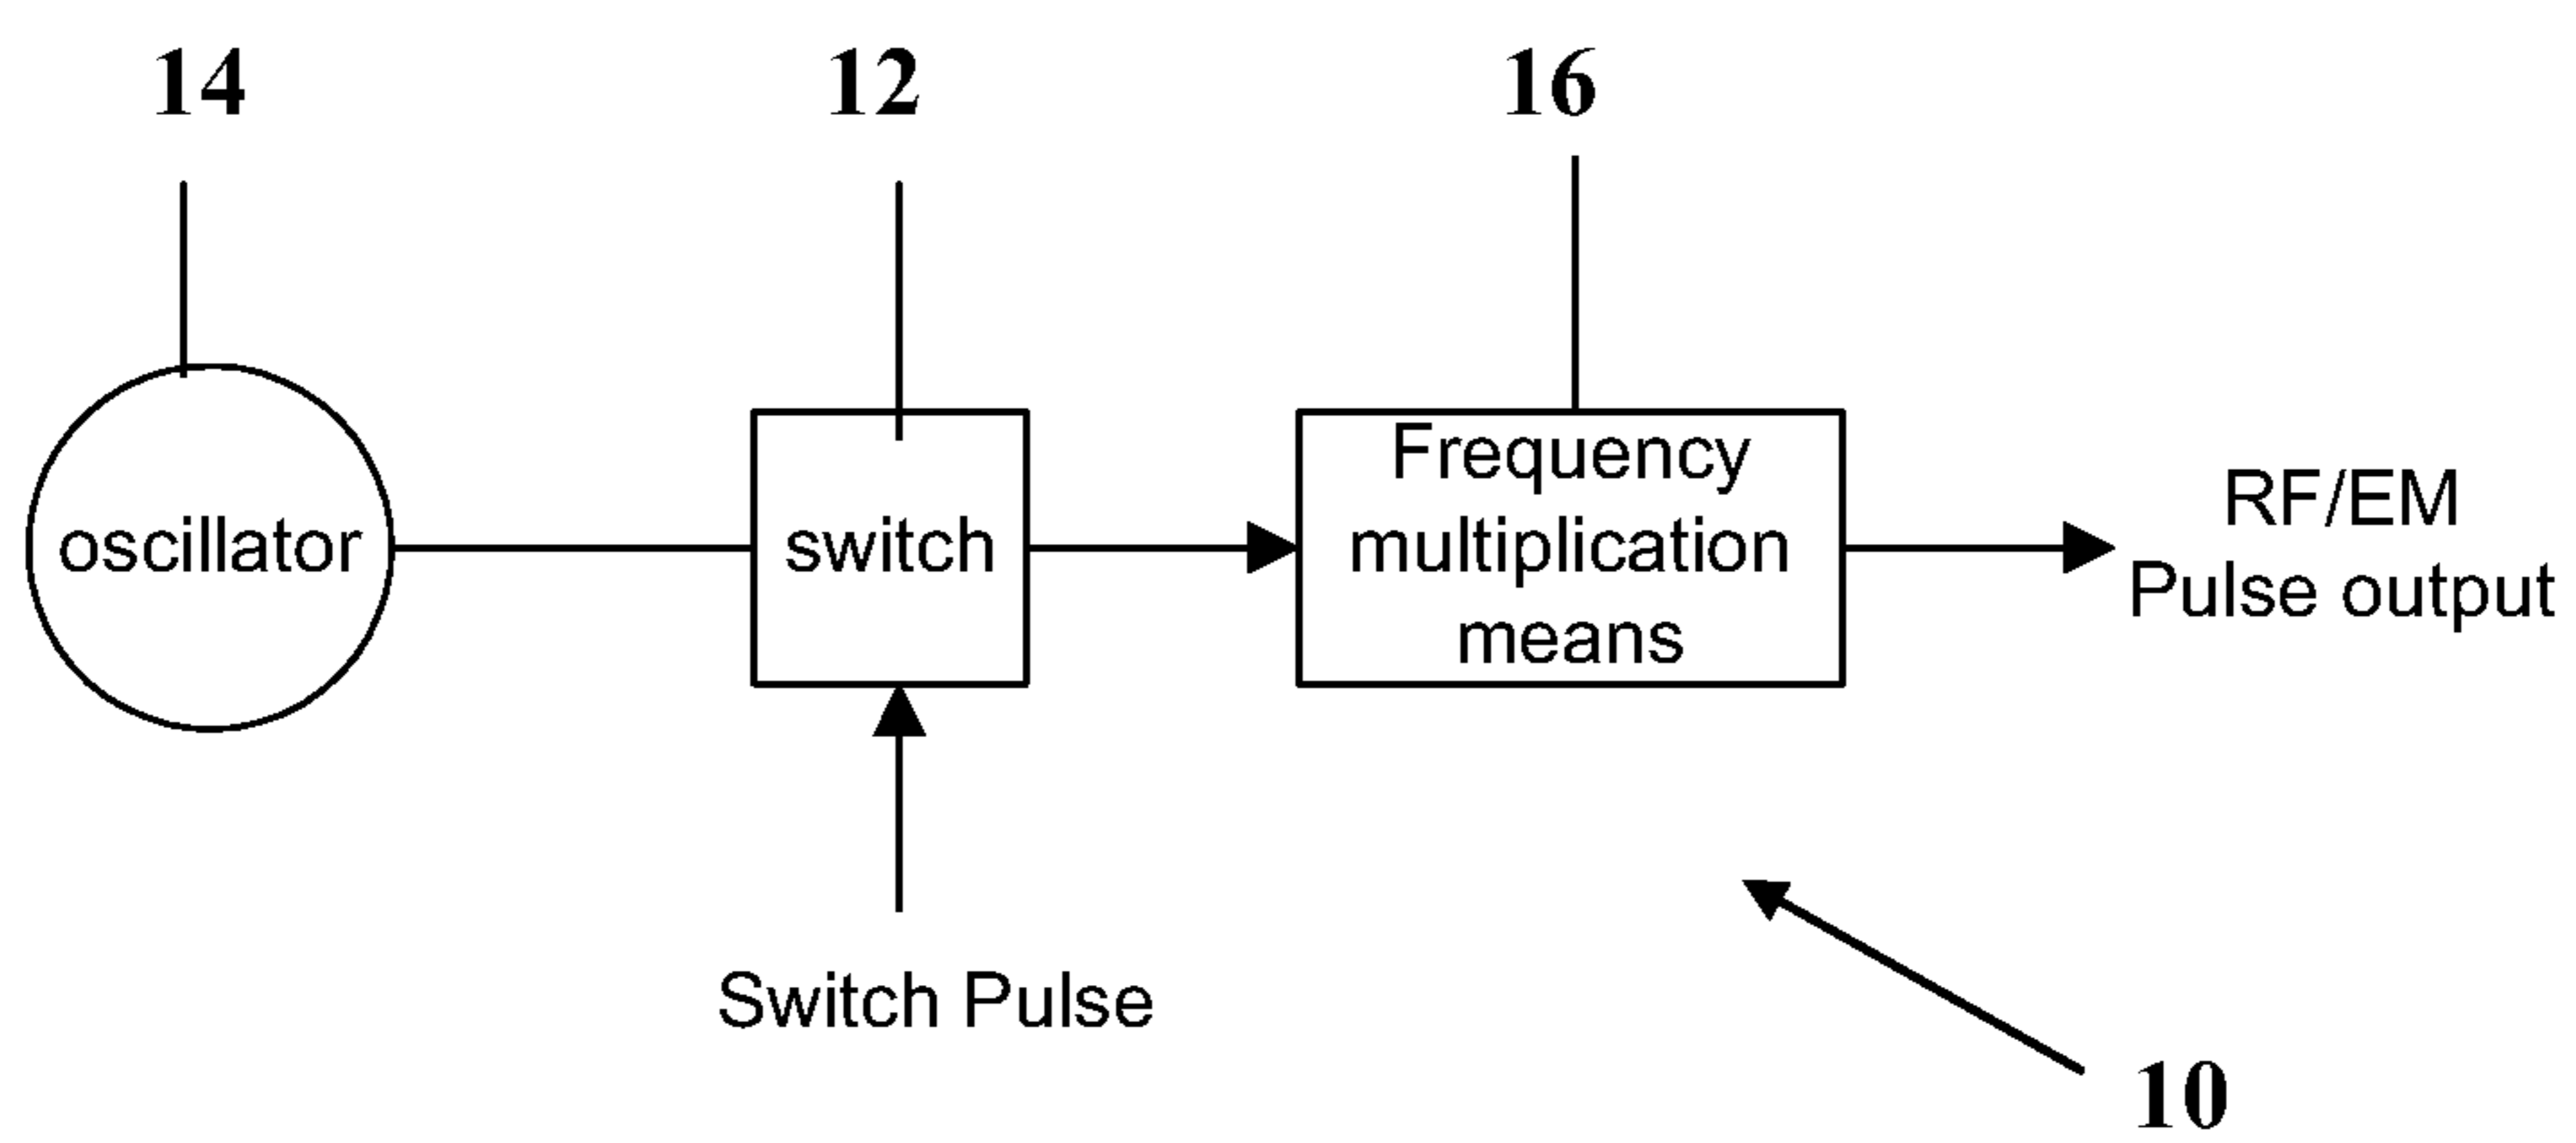 14
12
16
oscillator
switch
Frequency
multiplication
means
RF/EM
Pulse output
Switch Pulse
10